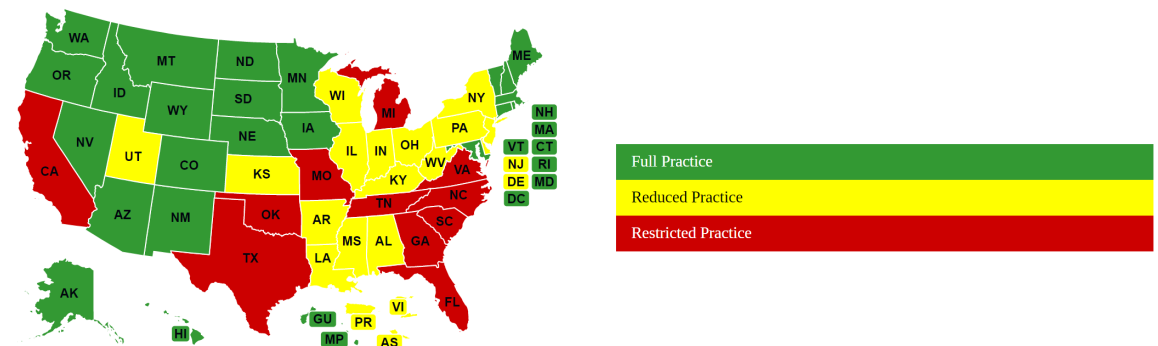 WA
MT
ND
MN
ME
OR
ID
SD
WI
NY
WY
MI
NH
IA
PA
MA
NV
NE
VT CT
UT
CO
IL IN OH
WV
NJ RI
CA
KS
MO
KY
VA
DE MD
DC
AZ
NM
OK
AR
TN
NC
SC
MS AL GA
TX
LA
AK
FL
HI
GU
PR
VI
MP
AS
Full Practice
Reduced Practice
Restricted Practice